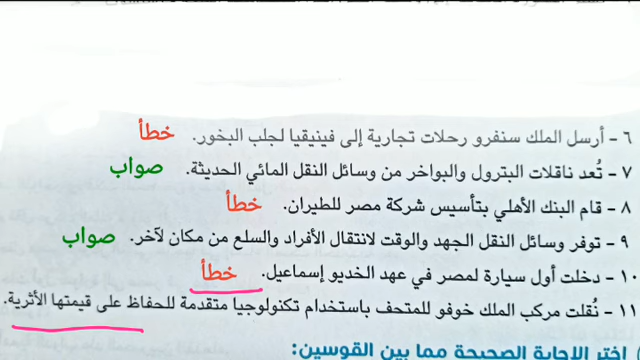 ٦ - أرسل الملك سنفرو رحلات تجارية إلى فينيقيا لجلب البخور. خطأ
٧ - تُعد ناقلات البترول والبواخر من وسائل النقل المائي الحديثة. صواب
٨ - قام البنك الأهلي بتأسيس شركة مصر للطيران. خطأ
٩ - توفر وسائل النقل الجهد والوقت لانتقال الأفراد والسلع من مكان لآخر. صواب
١٠ - دخلت أول سيارة لمصر في عهد الخديو إسماعيل. خطأ
١١ - نُقلت مركب الملك خوفو للمتحف باستخدام تكنولوجيا متقدمة للحفاظ على قيمتها الأثرية.
اختر الإجابة الصحيحة مما بين القوسين: